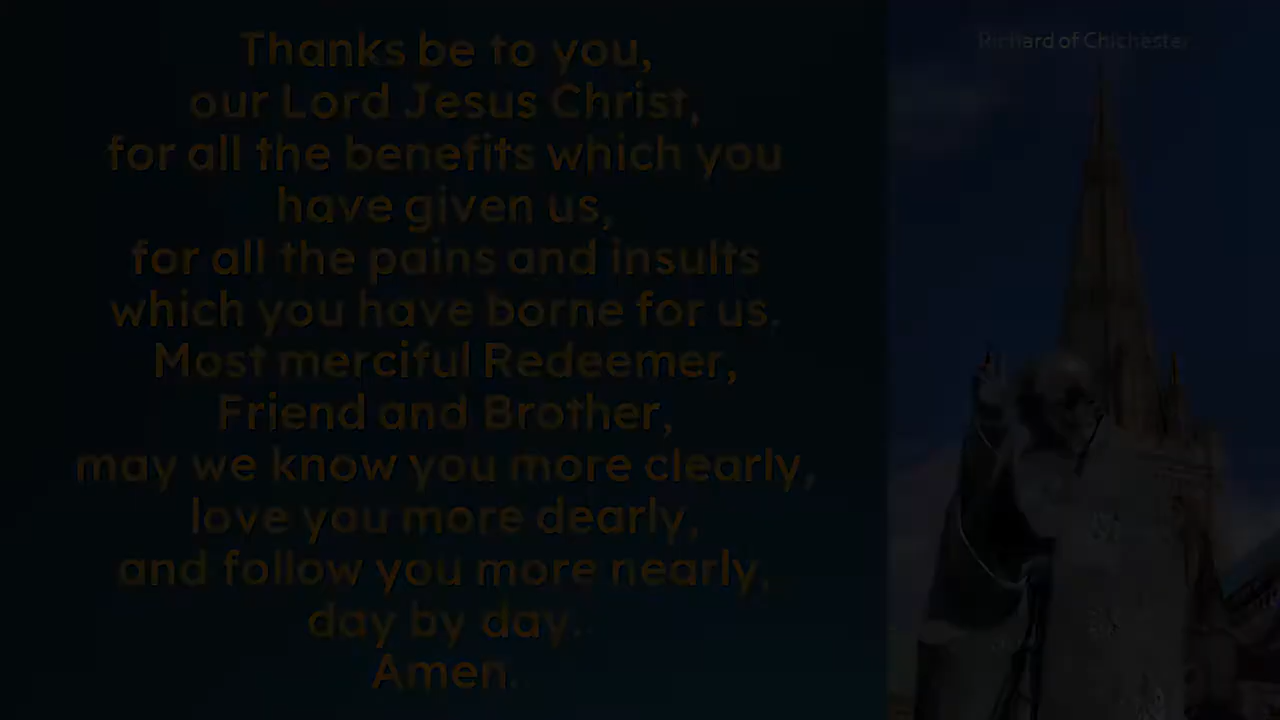 Thanks be to you,
our Lord Jesus Christ,
for all the benefits which you
have given us,
for all the pains and insults
which you have borne for us.
Most merciful Redeemer,
Friend and Brother,
may we know you more clearly,
love you more dearly,
and follow you more nearly,
day by day.
Amen.
Richard of Chichester